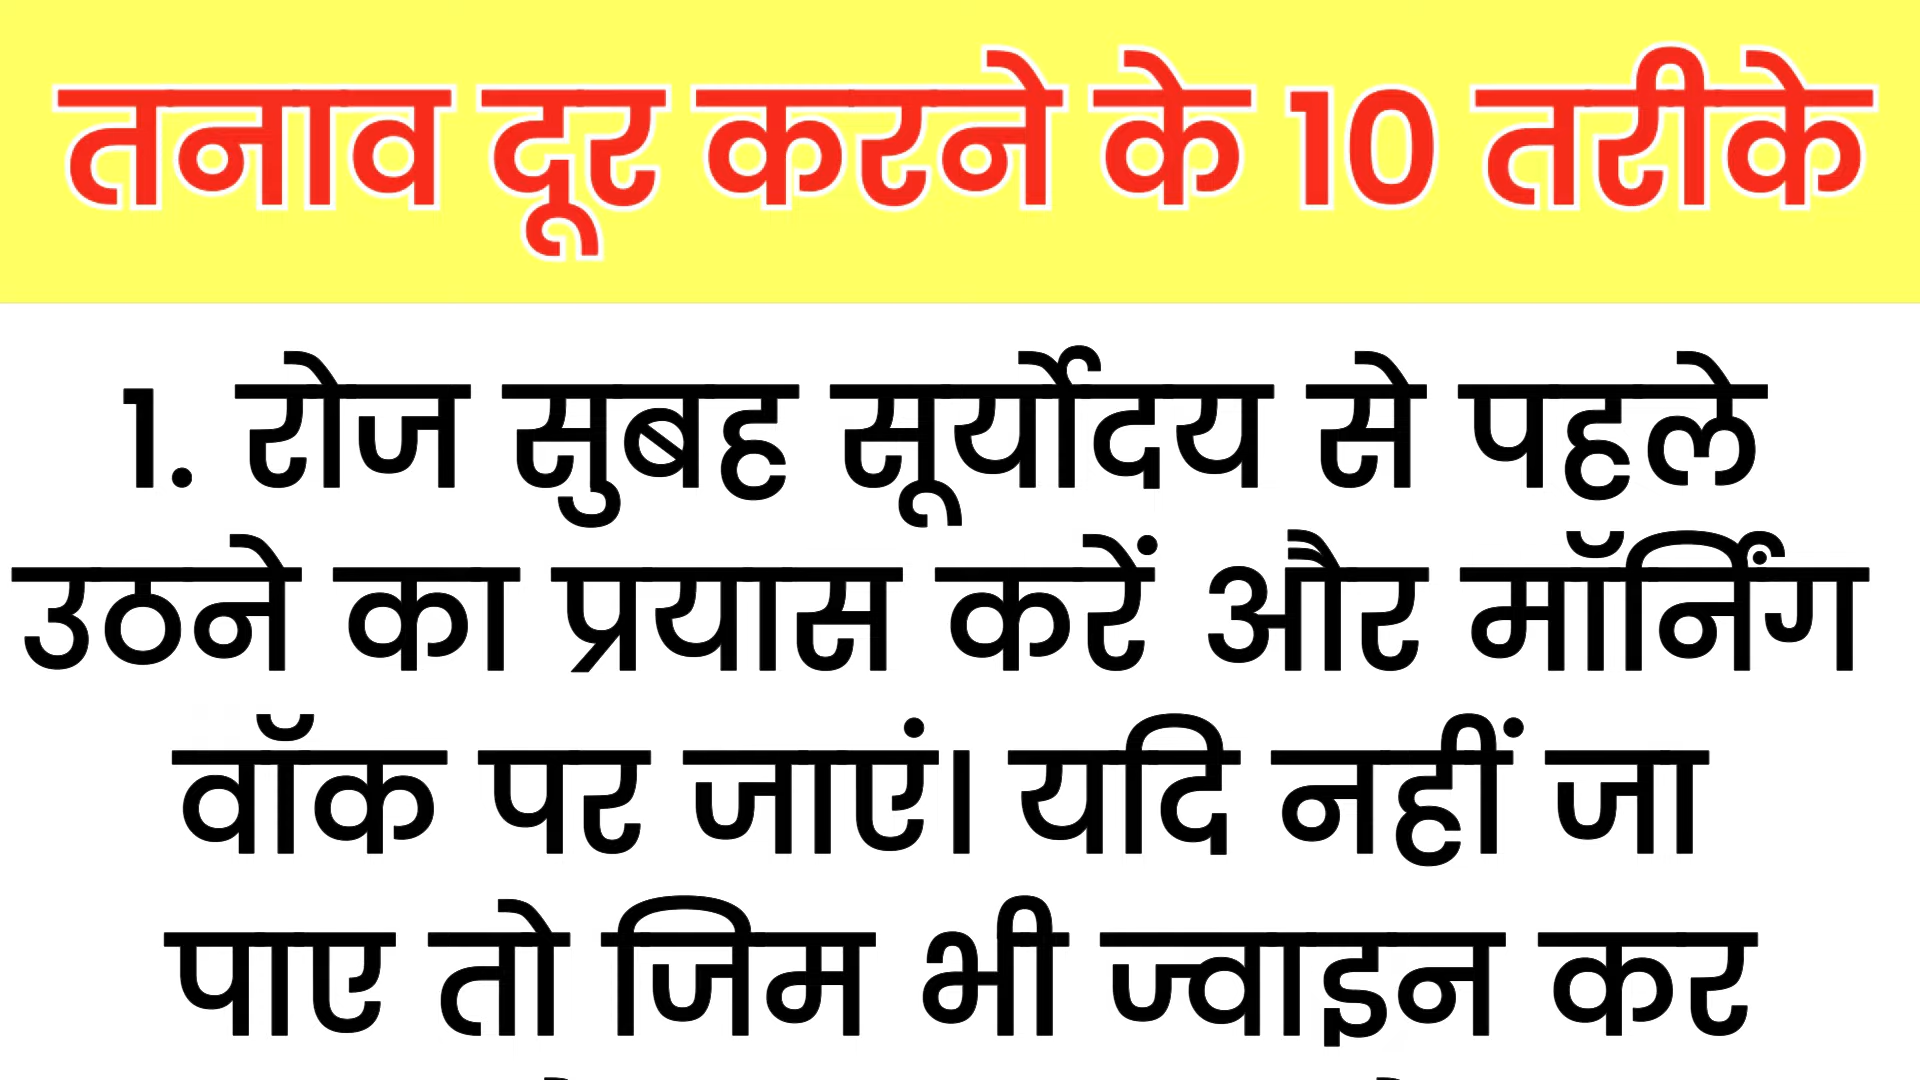 तनाव दूर करने के 10 तरीके
1. रोज सुबह सूर्योदय से पहले
उठने का प्रयास करें और मॉर्निंग
वॉक पर जाएं। यदि नहीं जा
पाए तो जिम भी ज्वाइन कर